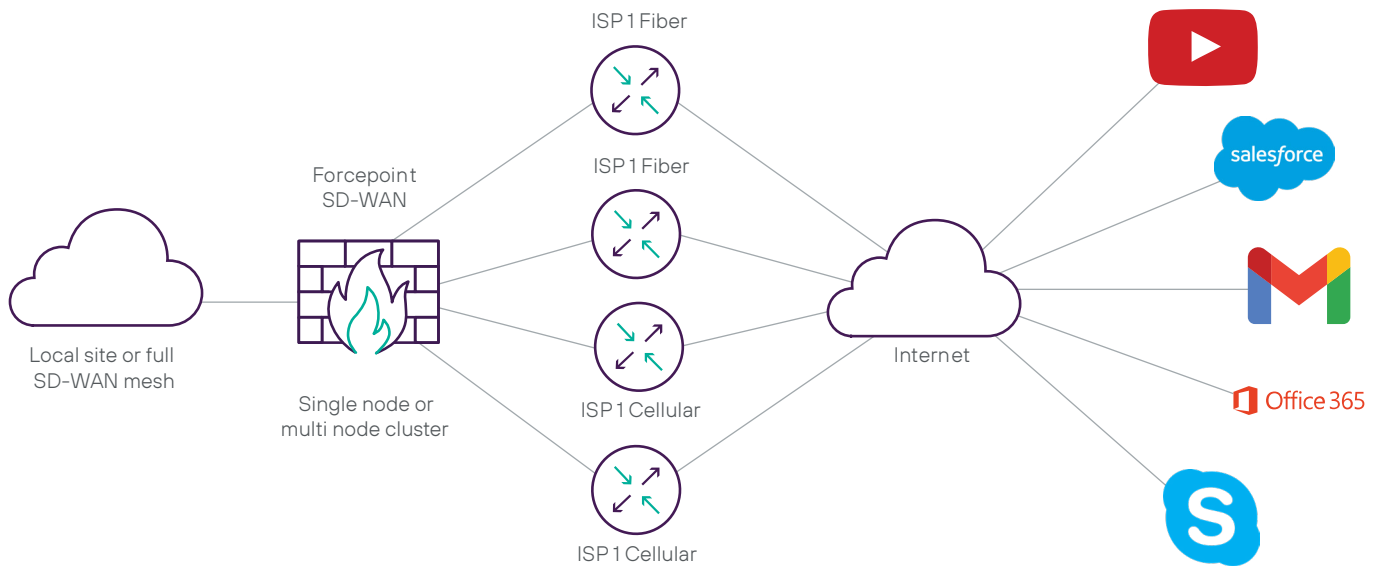 ISP 1 Fiber
ISP 1 Fiber
Forcepoint
SD-WAN
salesforce
Local site or full
SD-WAN mesh
Internet
Single node or
multi node cluster
ISP 1 Cellular
Office 365
S
ISP 1 Cellular